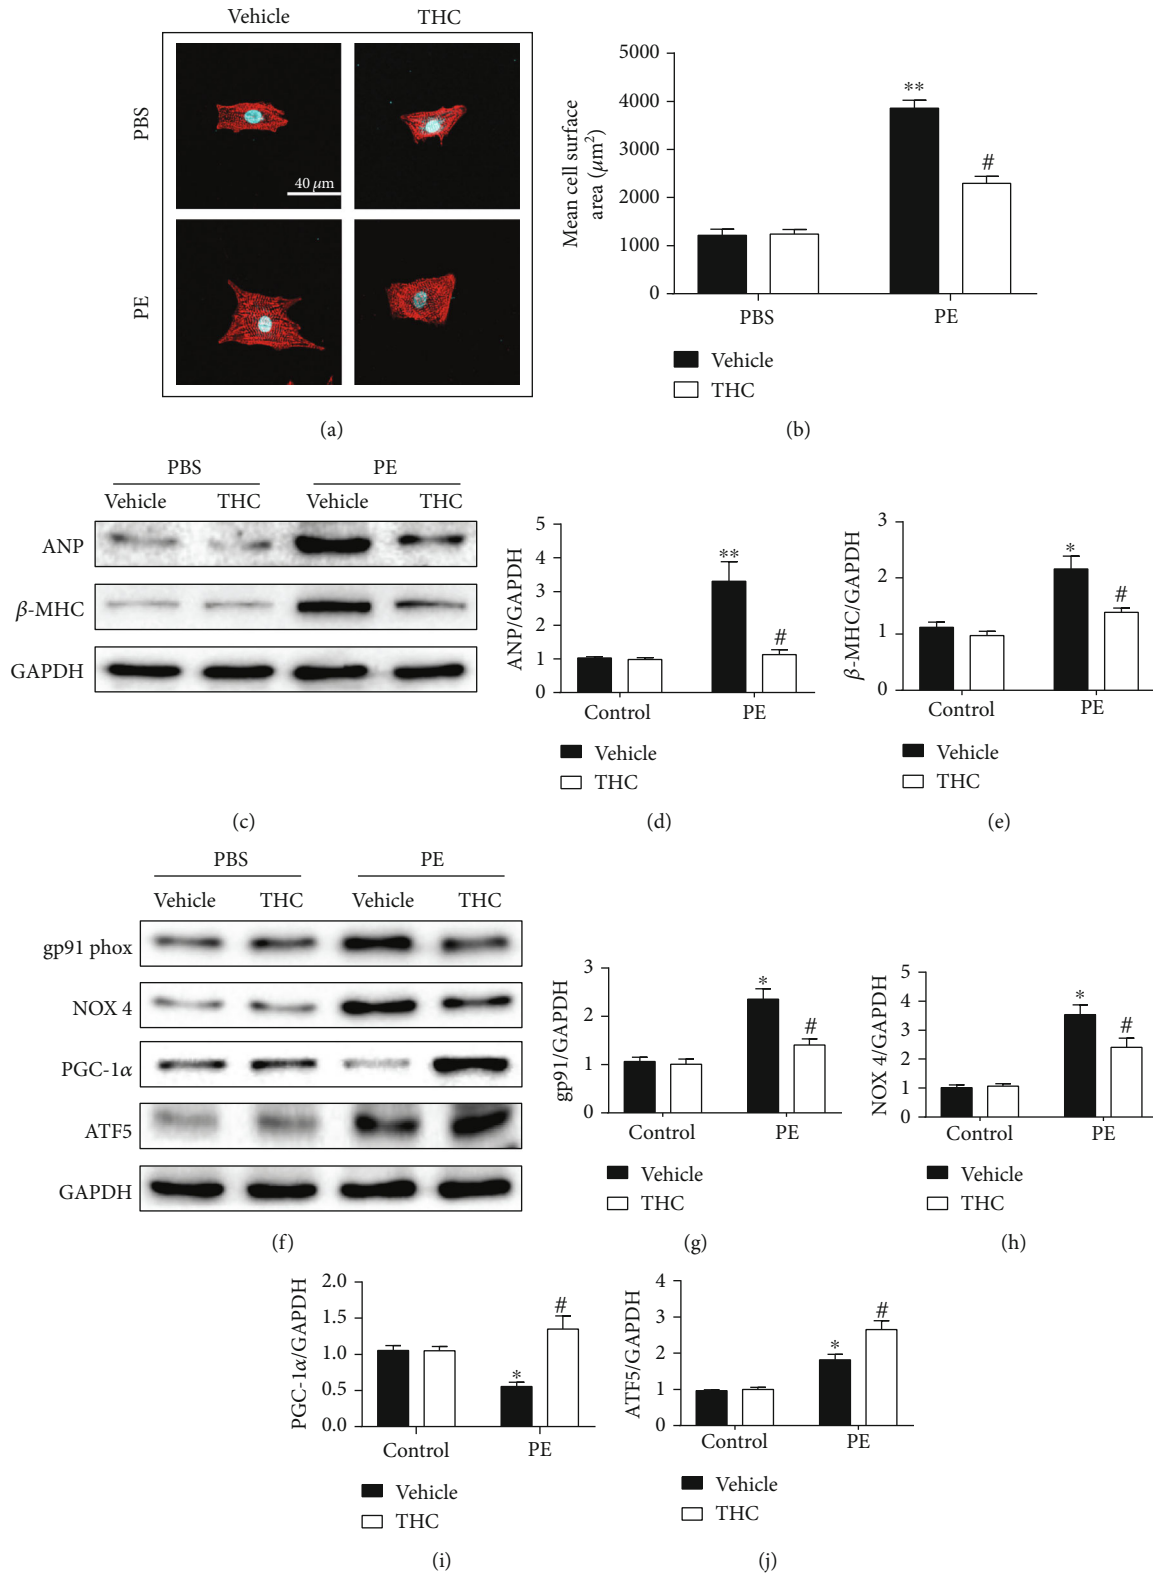 Vehicle THC
PBS
40 μm
PE
(a)
Mean cell surface
area (μm²)
5000
4000
3000
2000
1000
0
**
#
PBS PE
Vehicle
THC
(b)
PBS PE
Vehicle THC Vehicle THC
ANP
β-MHC
GAPDH
(c)
ANP/GAPDH
5
4
3
2
1
0
**
#
Control PE
Vehicle
THC
(d)
β-MHC/GAPDH
3
2
1
0
*
#
Control PE
Vehicle
THC
(e)
PBS PE
Vehicle THC Vehicle THC
gp91 phox
NOX 4
PGC-1α
ATF5
GAPDH
(f)
gp91/GAPDH
3
2
1
0
*
#
Control PE
Vehicle
THC
(g)
NOX 4/GAPDH
5
4
3
2
1
0
*
#
Control PE
Vehicle
THC
(h)
PGC-1α/GAPDH
2.0
1.5
1.0
0.5
0.0
*
#
Control PE
Vehicle
THC
(i)
ATF5/GAPDH
4
3
2
1
0
*
#
Control PE
Vehicle
THC
(j)